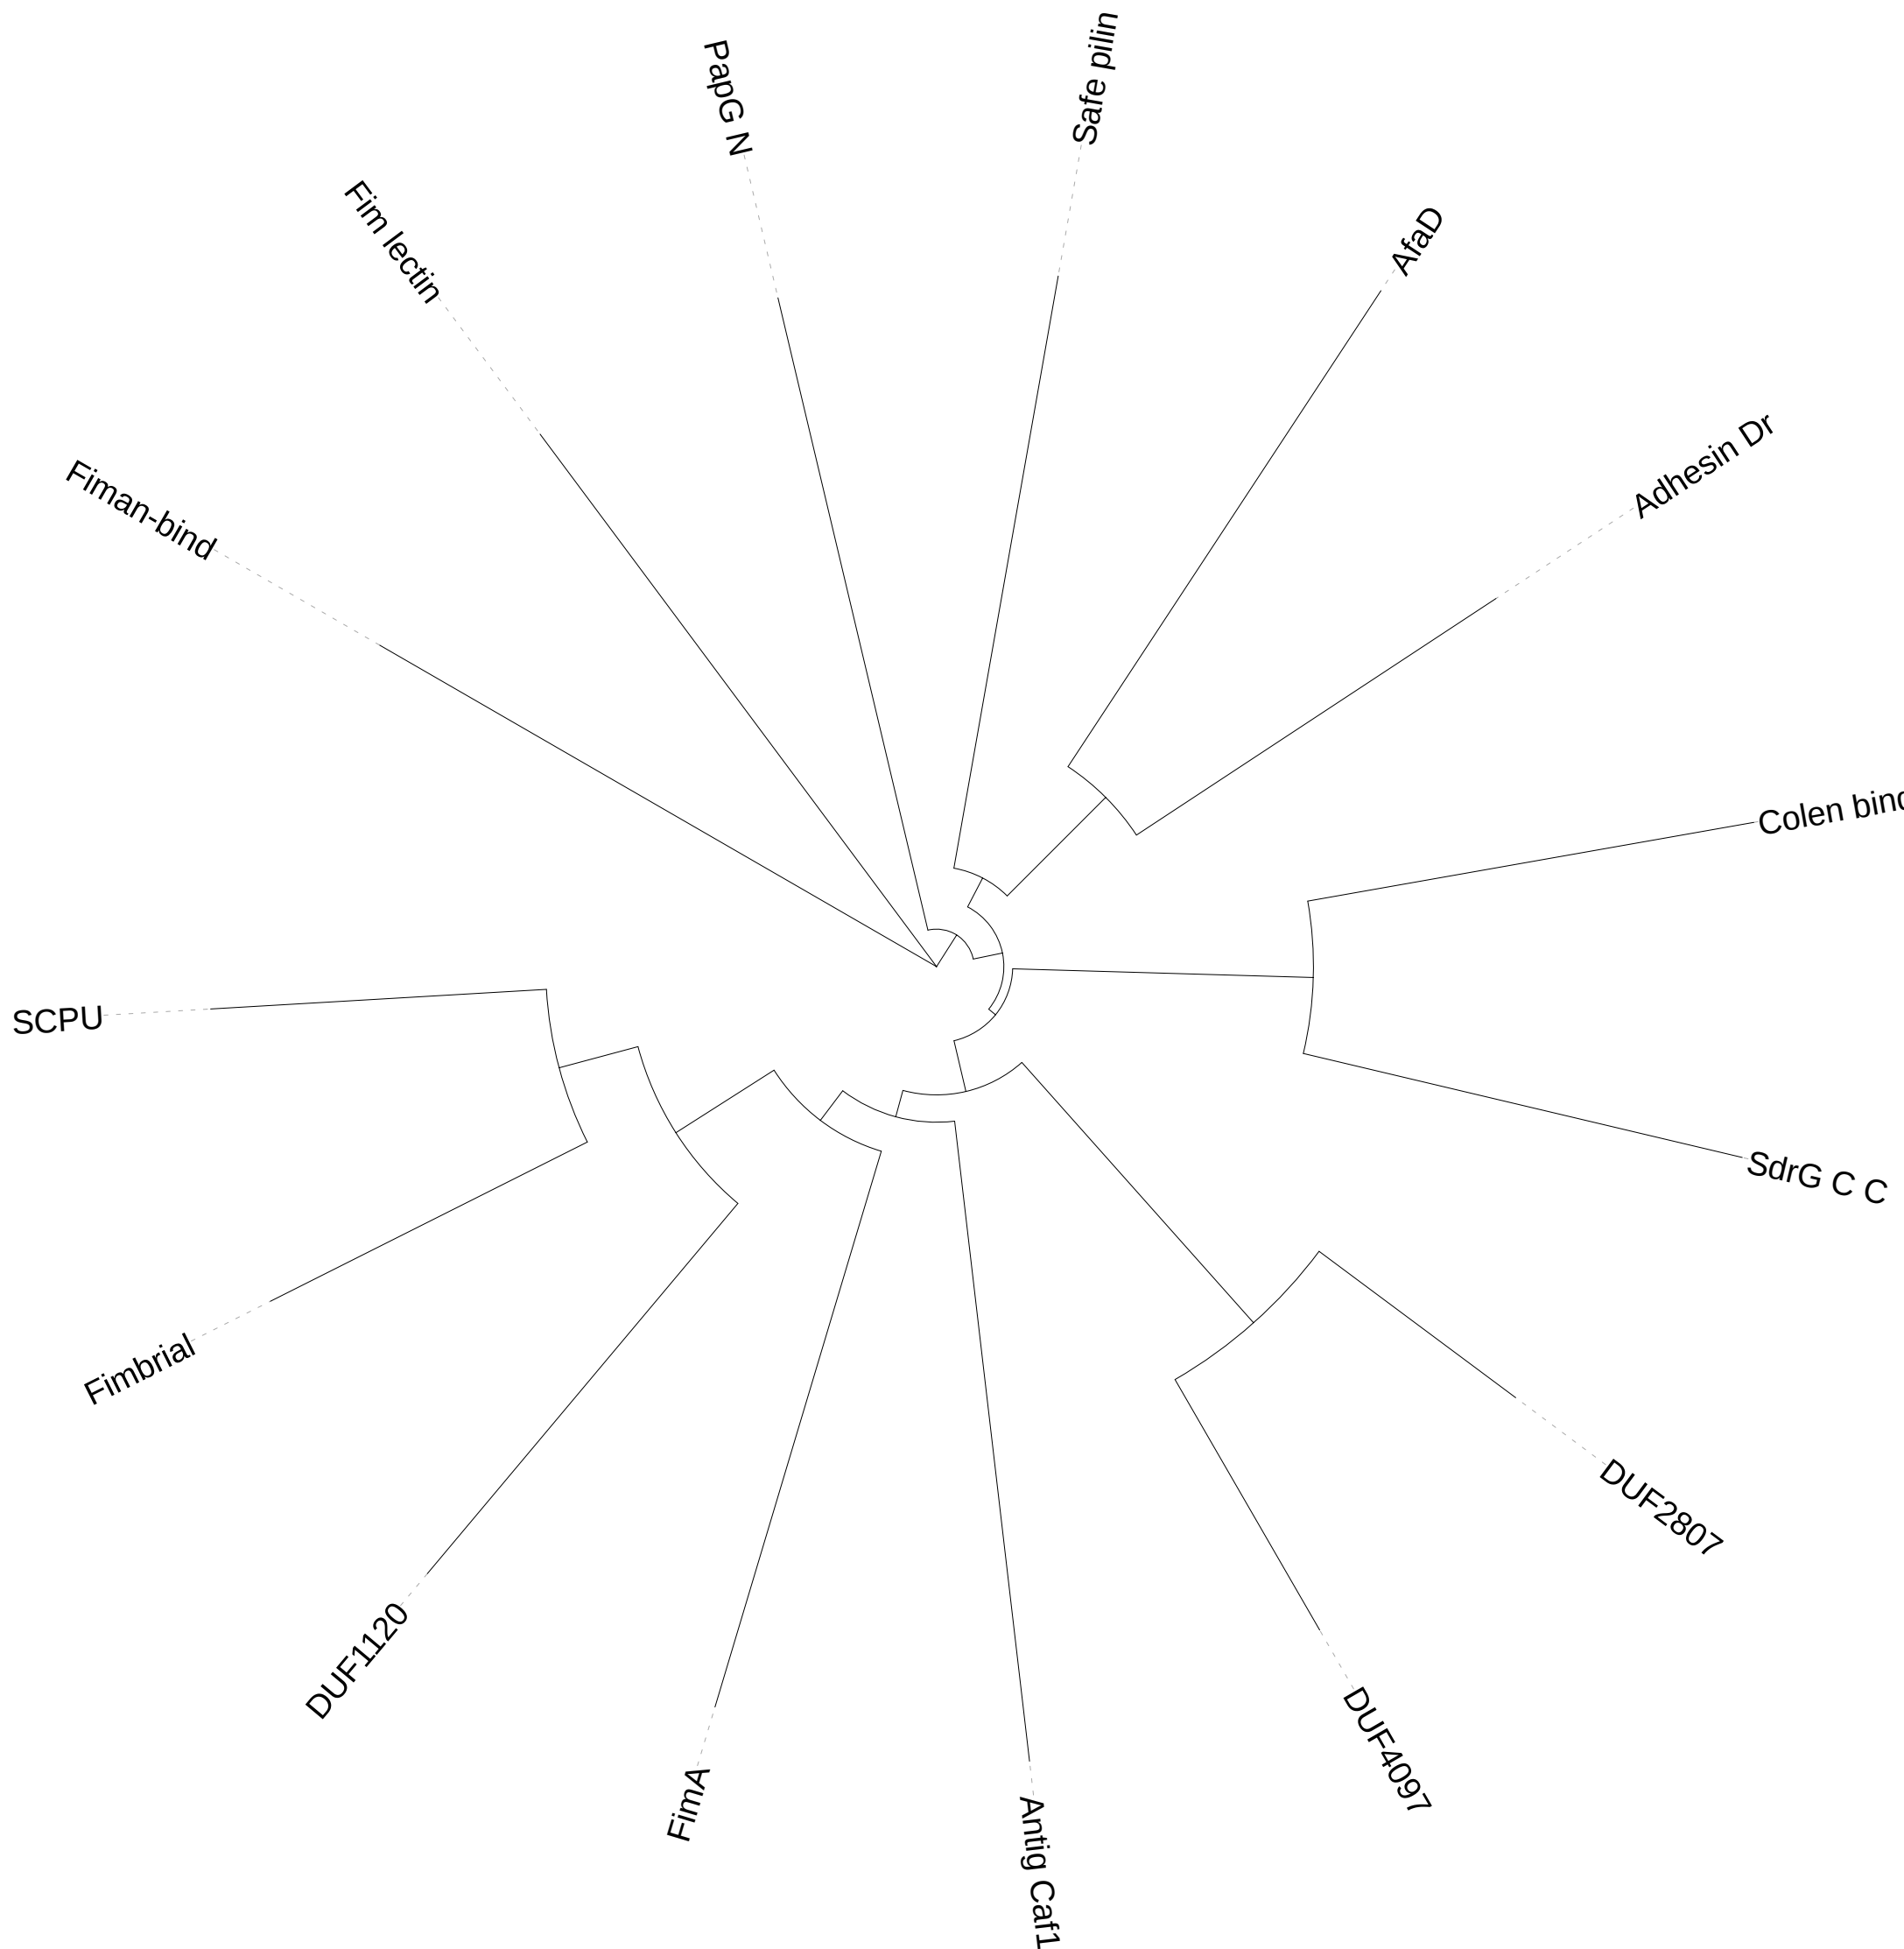 Safe pilin
PapG N
Fim lectin
AfaD
Adhesin Dr
Fiman-bind
Colen
SCPU
SdrG C C
Fimbrial
DUF2807
DUF1120
DUF4097
FimA
Antig Caf1